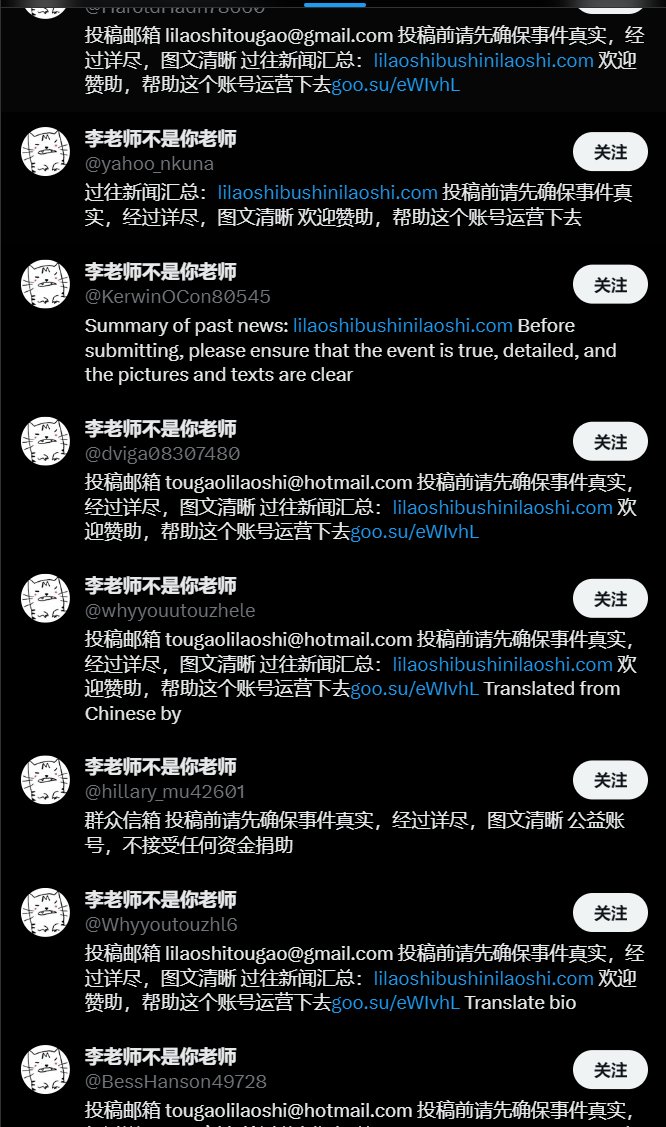 投稿邮箱 lilaoshitougao@gmail.com 投稿前请先确保事件真实，经
过详尽，图文清晰 过往新闻汇总：lilaoshibushinilaoshi.com 欢迎
赞助，帮助这个账号运营下去goo.su/eWIvhL
李老师不是你老师
@yahoo_nkuna
关注
过往新闻汇总：lilaoshibushinilaoshi.com 投稿前请先确保事件真
实，经过详尽，图文清晰 欢迎赞助，帮助这个账号运营下去
李老师不是你老师
@KerwinOCon80545
关注
Summary of past news: lilaoshibushinilaoshi.com Before
submitting, please ensure that the event is true, detailed, and
the pictures and texts are clear
李老师不是你老师
@dviga08307480
关注
投稿邮箱 tougaolilaoshi@hotmail.com 投稿前请先确保事件真实，
经过详尽，图文清晰 过往新闻汇总：lilaoshibushinilaoshi.com 欢
迎赞助，帮助这个账号运营下去goo.su/eWIvhL
李老师不是你老师
@whyyouutouzhele
关注
投稿邮箱 tougaolilaoshi@hotmail.com 投稿前请先确保事件真实，
经过详尽，图文清晰 过往新闻汇总：lilaoshibushinilaoshi.com 欢
迎赞助，帮助这个账号运营下去goo.su/eWIvhL Translated from
Chinese by
李老师不是你老师
@hillary_mu42601
关注
群众信箱 投稿前请先确保事件真实，经过详尽，图文清晰 公益账
号，不接受任何资金捐助
李老师不是你老师
@Whyyoutouzhl6
关注
投稿邮箱 lilaoshitougao@gmail.com 投稿前请先确保事件真实，经
过详尽，图文清晰 过往新闻汇总：lilaoshibushinilaoshi.com 欢迎
赞助，帮助这个账号运营下去goo.su/eWIvhL Translate bio
李老师不是你老师
@BessHanson49728
关注
投稿邮箱 tougaolilaoshi@hotmail.com 投稿前请先确保事件真实，